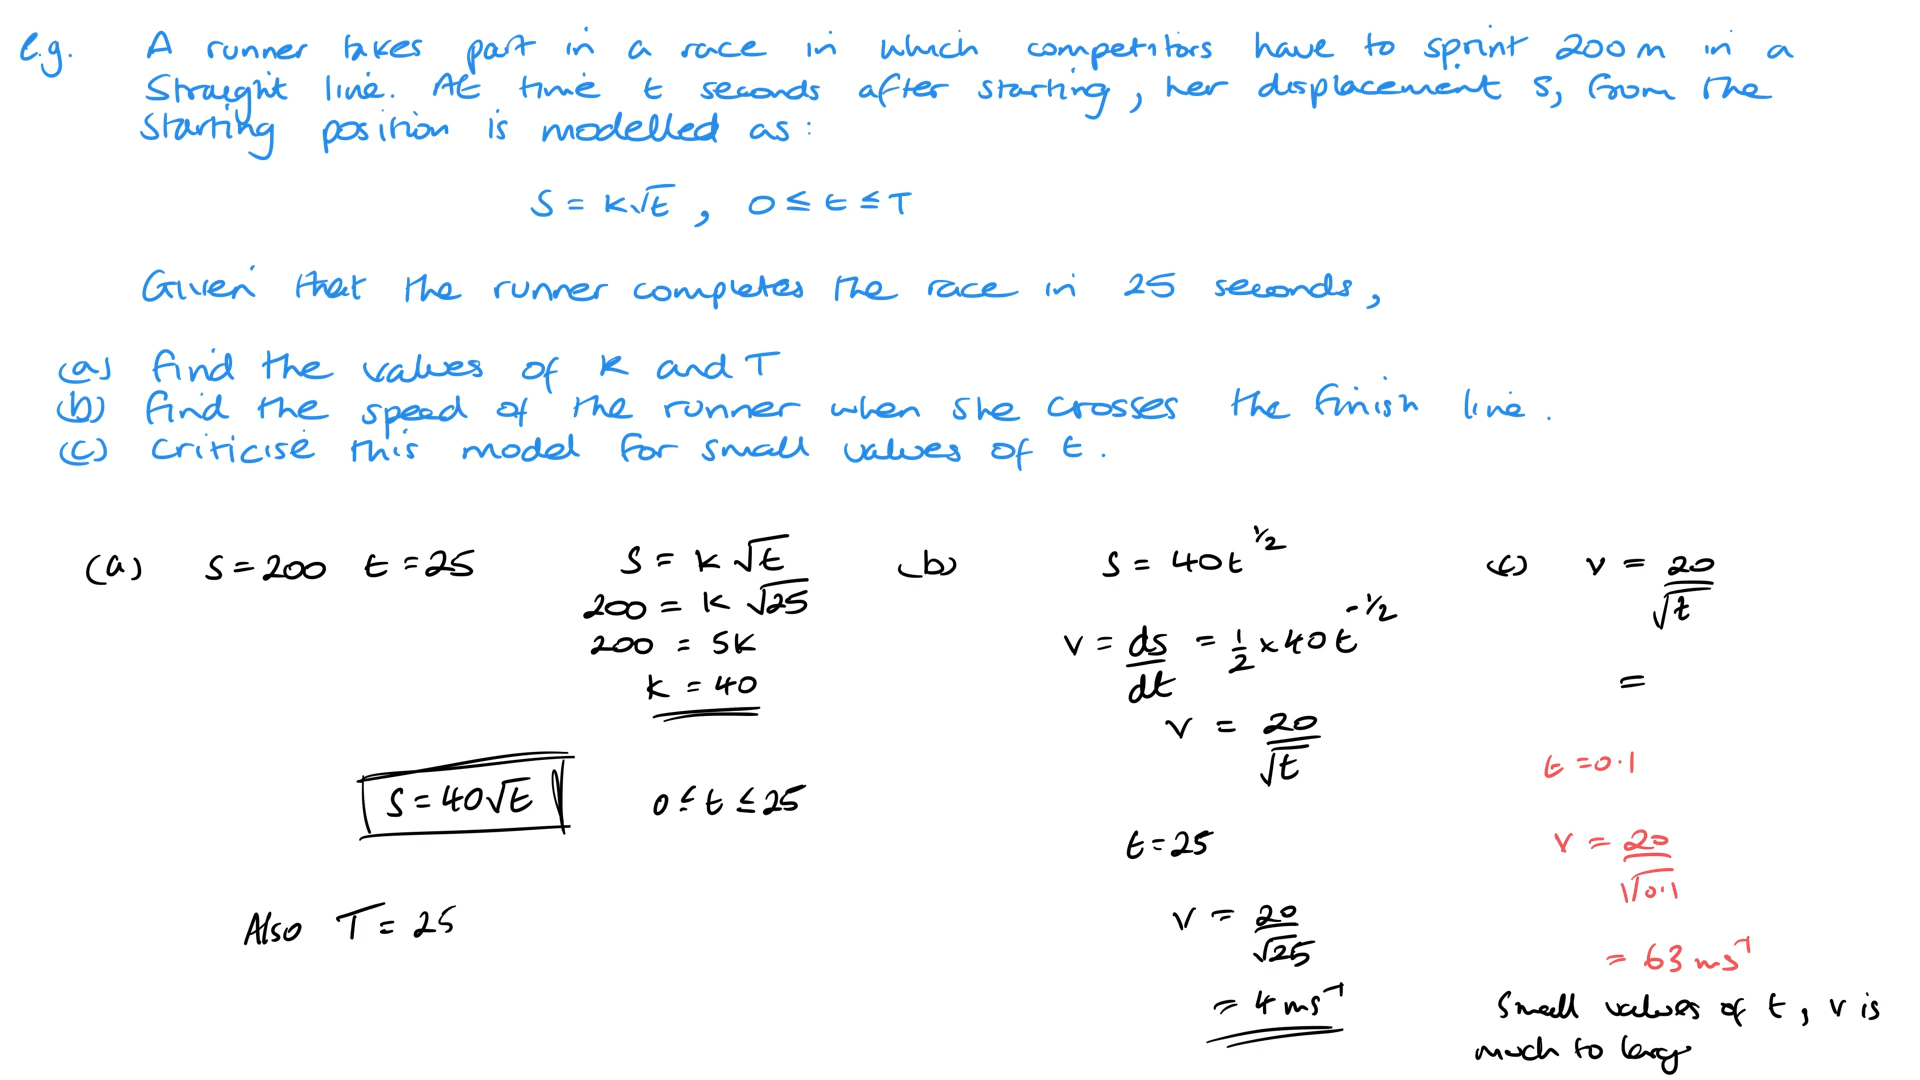 e.g. A runner takes part in a race in which competitors have to sprint 200m in a
straight line. At time t seconds after starting, her displacement s, from the
starting position is modelled as:
S = k√t, 0 ≤ t ≤ T
Given that the runner completes the race in 25 seconds,
(a) find the values of k and T
(b) find the speed of the runner when she crosses the finish line.
(c) criticise this model for small values of t.
(a) S = 200 t = 25
S = k√t
200 = k√25
200 = 5k
k = 40
S = 40√t 0 ≤ t ≤ 25
Also T = 25
(b) S = 40t^1/2
v = ds/dt = 1/2 × 40t^-1/2
v = 20/√t
t = 25
v = 20/√25
= 4 ms⁻¹
(c) v = 20/√t
=
t = 0.1
v = 20/√0.1
= 63 ms⁻¹
Small values of t, v is
much to large